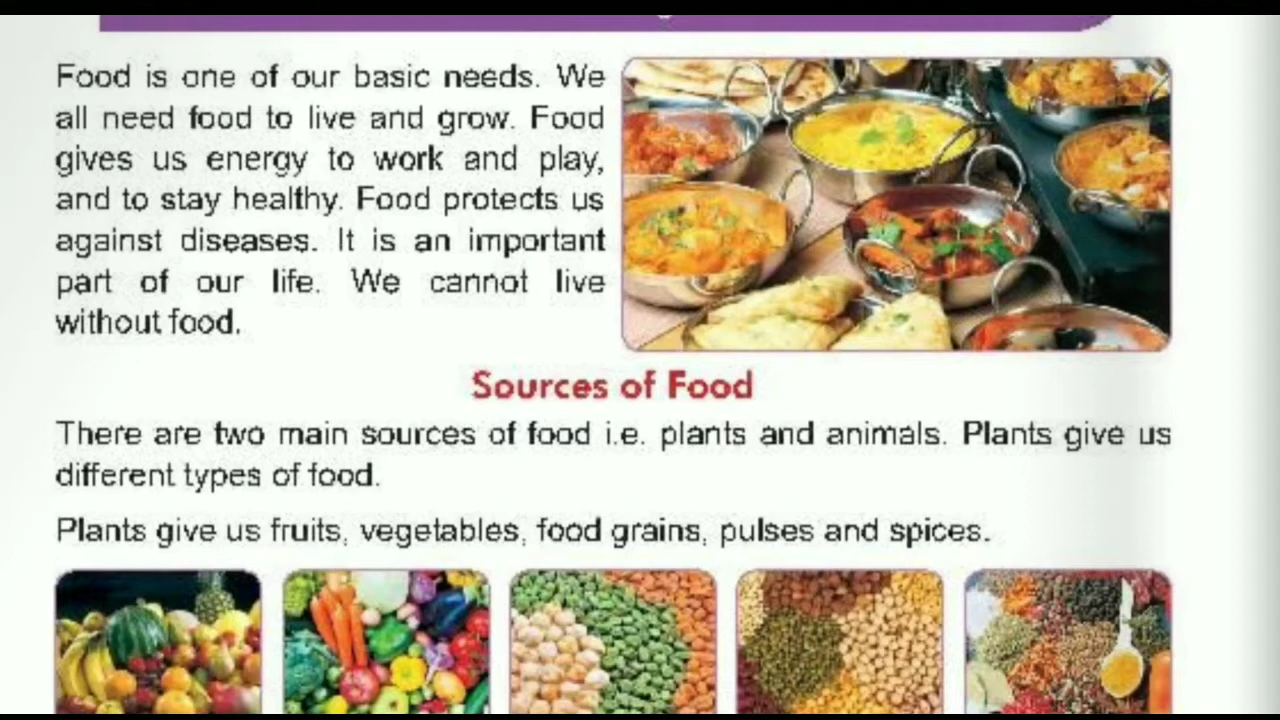 Food is one of our basic needs. We
all need food to live and grow. Food
gives us energy to work and play,
and to stay healthy. Food protects us
against diseases. It is an important
part of our life. We cannot live
without food.
Sources of Food
There are two main sources of food i.e. plants and animals. Plants give us
different types of food.
Plants give us fruits, vegetables, food grains, pulses and spices.